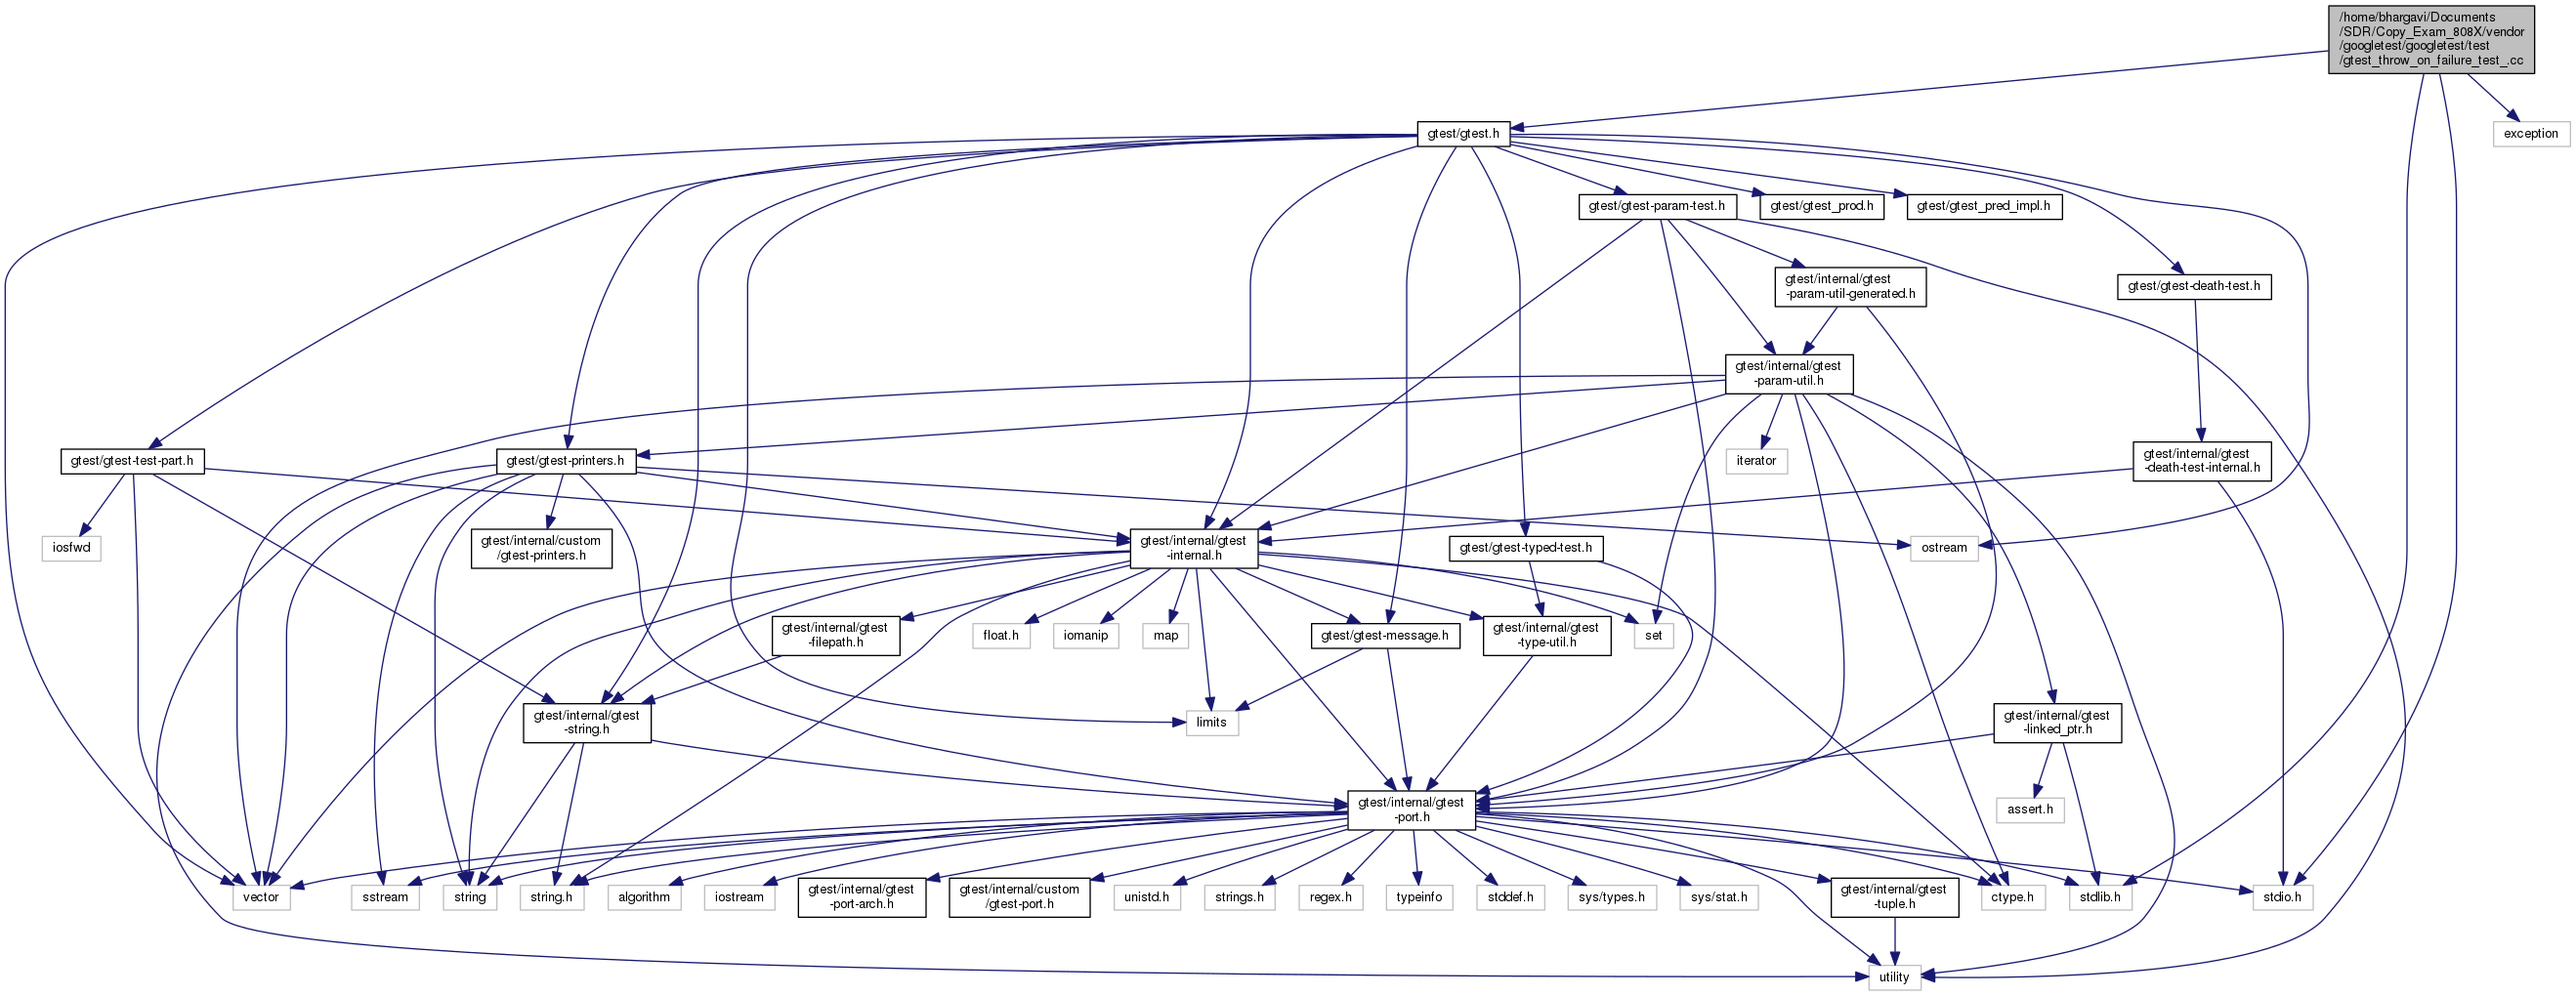 /home/bhargavi/Documents
/SDR/Copy_Exam_808X/vendor
/googletest/googletest/test
/gtest_throw_on_failure_test_.cc
gtest/gtest.h
exception
gtest/gtest-param-test.h
gtest/gtest_prod.h
gtest/gtest_pred_impl.h
gtest/internal/gtest
-param-util-generated.h
gtest/gtest-death-test.h
gtest/internal/gtest
-param-util.h
gtest/gtest-test-part.h
gtest/gtest-printers.h
iterator
gtest/internal/gtest
-death-test-internal.h
iosfwd
gtest/internal/custom
/gtest-printers.h
gtest/internal/gtest
-internal.h
gtest/gtest-typed-test.h
ostream
gtest/internal/gtest
-filepath.h
float.h
iomanip
map
gtest/gtest-message.h
gtest/internal/gtest
-type-util.h
set
gtest/internal/gtest
-string.h
limits
gtest/internal/gtest
-linked_ptr.h
gtest/internal/gtest
-port.h
assert.h
vector
sstream
string
string.h
algorithm
iostream
gtest/internal/gtest
-port-arch.h
gtest/internal/custom
/gtest-port.h
unistd.h
strings.h
regex.h
typeinfo
stddef.h
sys/types.h
sys/stat.h
gtest/internal/gtest
-tuple.h
ctype.h
stdlib.h
stdio.h
utility